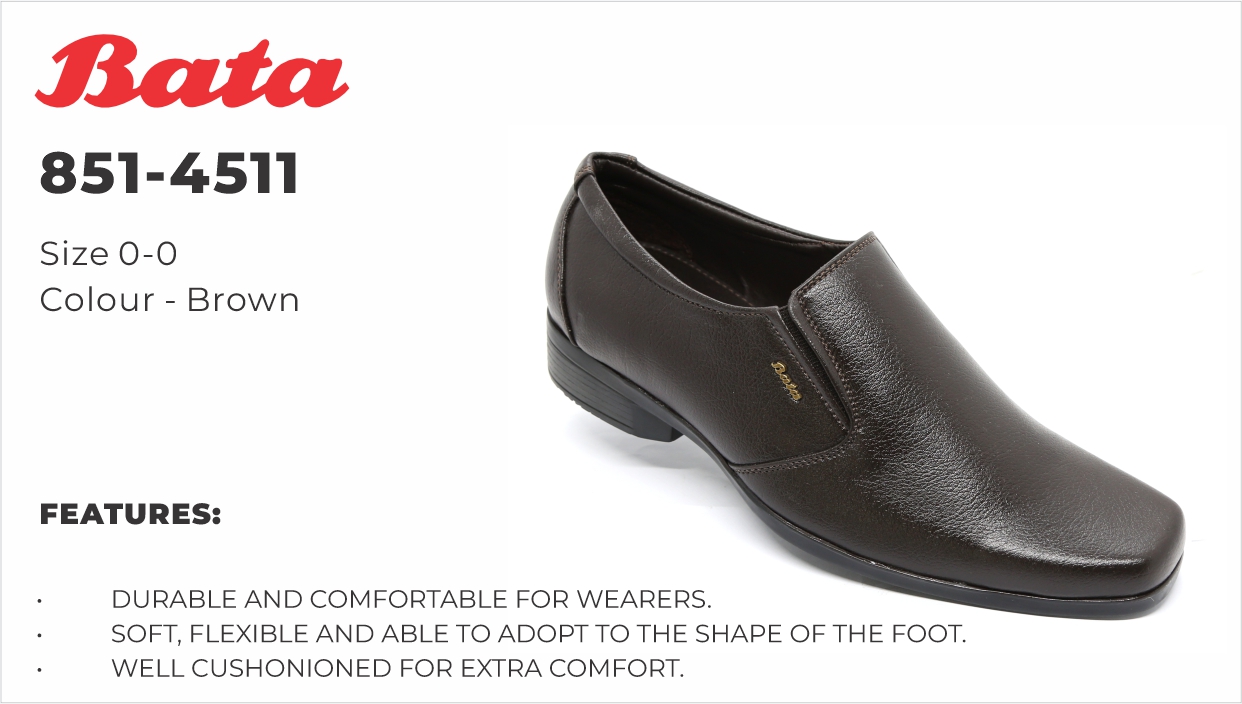 Bata
851-4511
Size 0-0
Colour - Brown
Bata
FEATURES:
· DURABLE AND COMFORTABLE FOR WEARERS.
· SOFT, FLEXIBLE AND ABLE TO ADOPT TO THE SHAPE OF THE FOOT.
· WELL CUSHONIONED FOR EXTRA COMFORT.